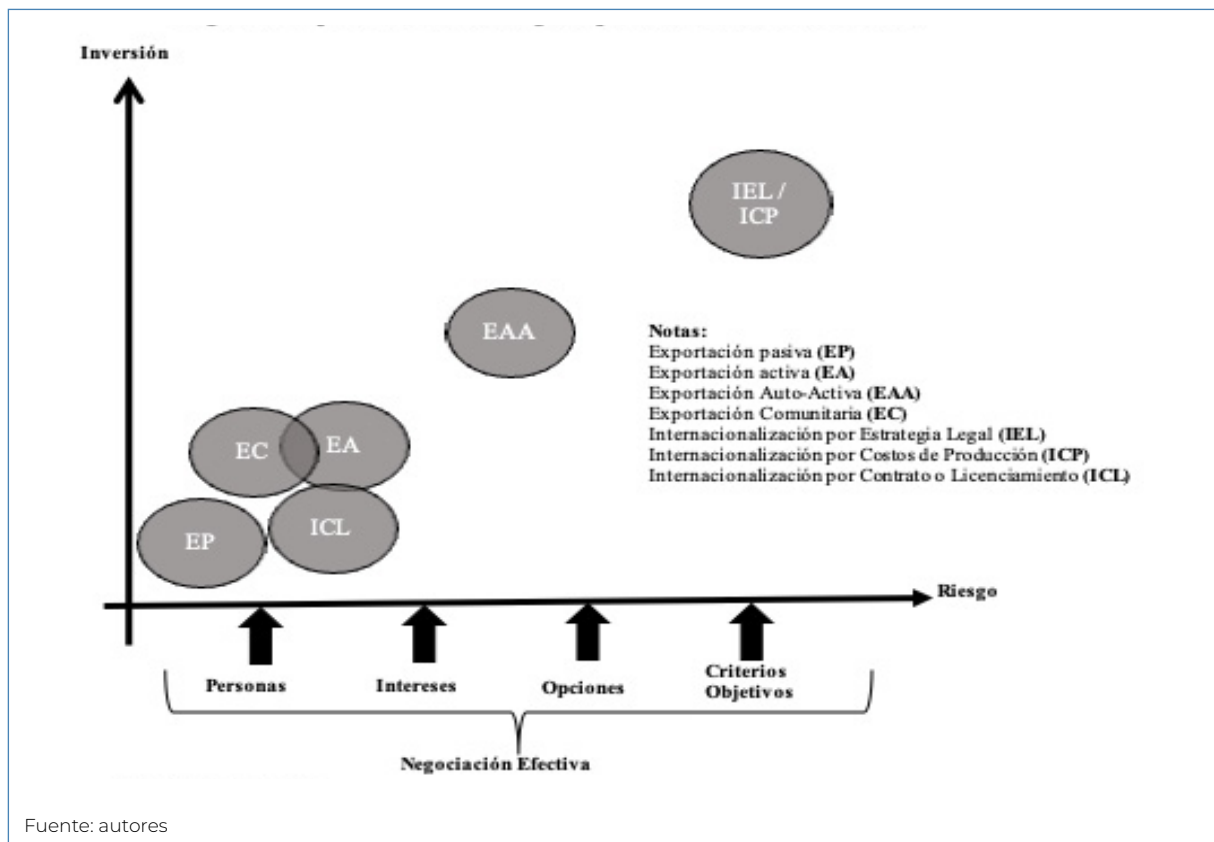 Inversión
IEL /
ICP
EAA
Notas:
Exportación pasiva (EP)
Exportación activa (EA)
Exportación Auto-Activa (EAA)
Exportación Comunitaria (EC)
Internacionalización por Estrategia Legal (IEL)
Internacionalización por Costos de Producción (ICP)
Internacionalización por Contrato o Licenciamiento (ICL)
EC
EA
EP
ICL
Riesgo
Personas
Intereses
Opciones
Criterios
Objetivos
Negociación Efectiva
Fuente: autores